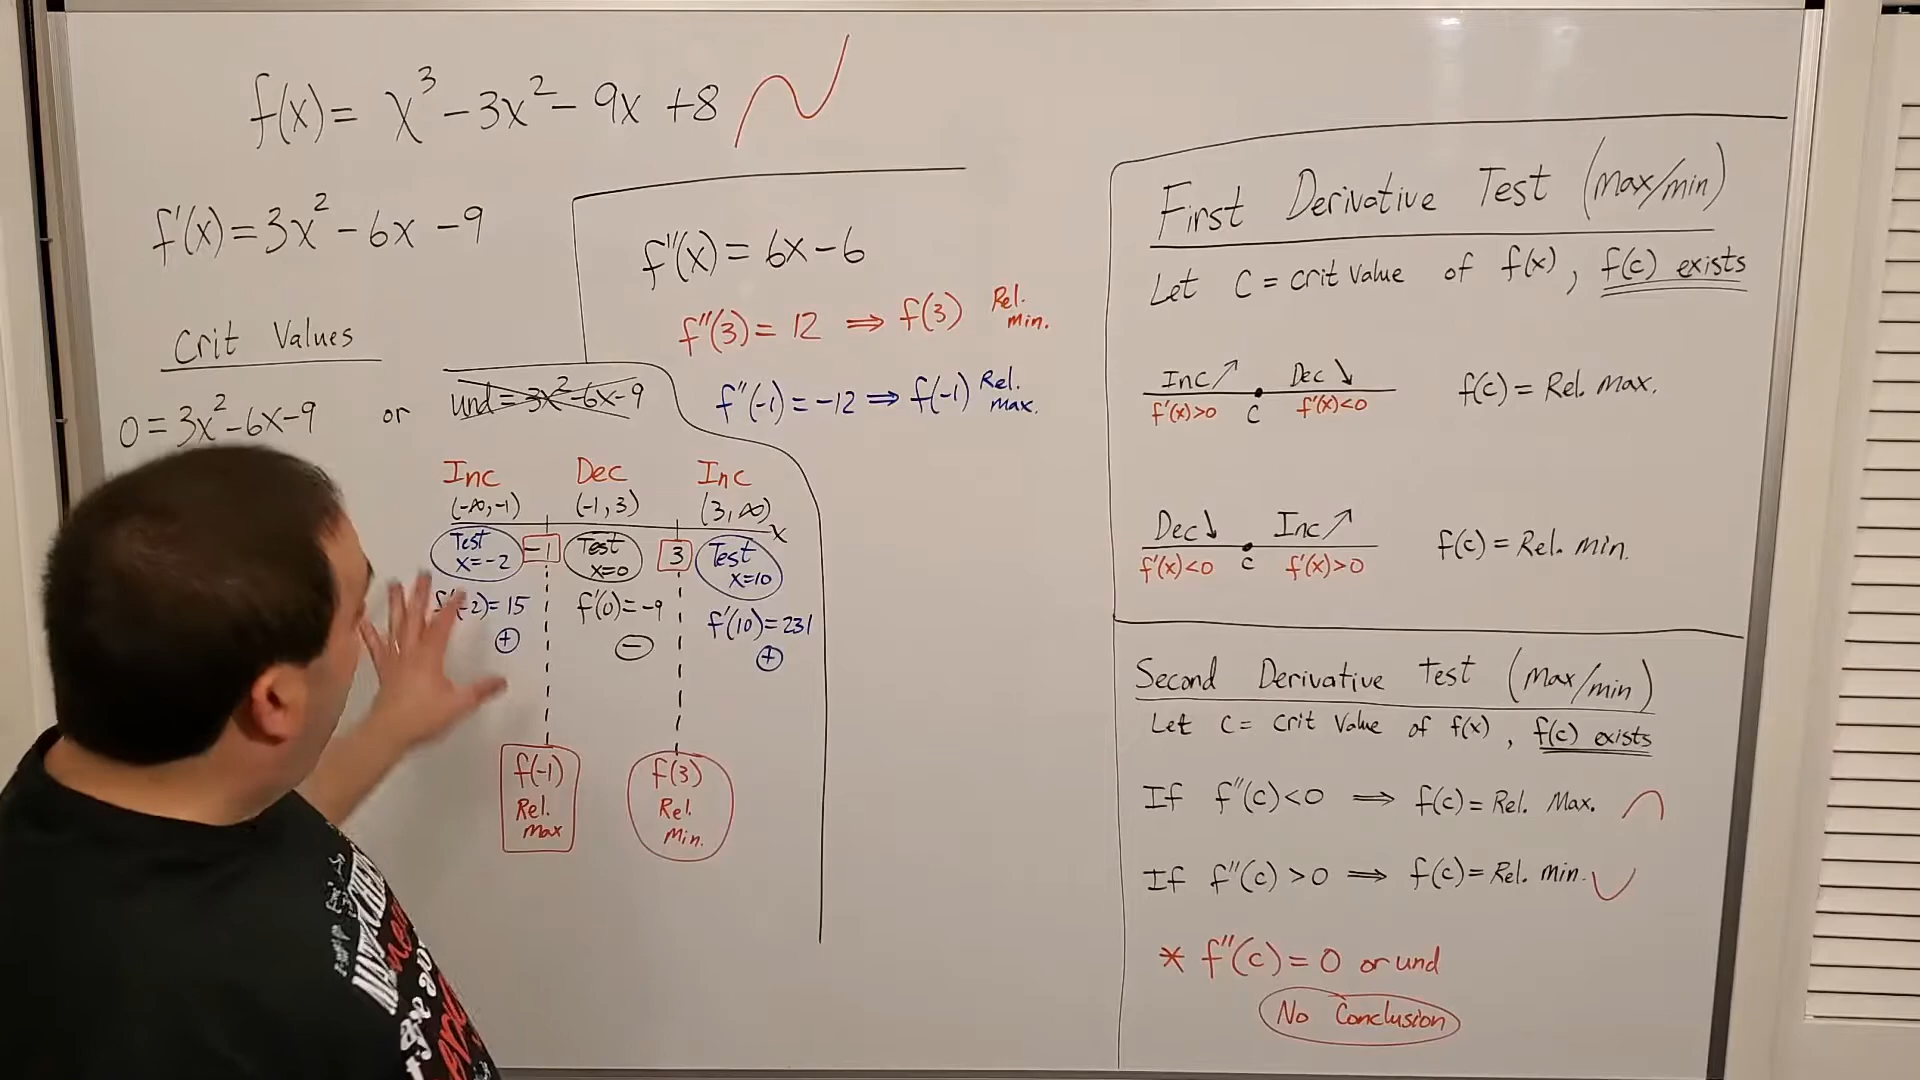 f(x) = x³ - 3x² - 9x + 8
f'(x) = 3x² - 6x - 9
Crit Values
0 = 3x² - 6x - 9 or und = 3x² - 6x - 9
f''(x) = 6x - 6
f''(3) = 12 ⇒ f(3) Rel. min.
f''(-1) = -12 ⇒ f(-1) Rel. max.
Inc Dec Inc
(-∞, -1) (-1, 3) (3, ∞)
x
Test x=-2 -1 Test x=0 3 Test x=10
f'(-2) = 15 f'(0) = -9 f'(10) = 231
+ - +
f(-1) f(3)
Rel. Rel.
max Min.
First Derivative Test (max/min)
Let C = crit value of f(x), f(c) exists
Inc ↗ Dec ↘ f(c) = Rel. max.
f'(x)>0 c f'(x)<0
Dec ↓ Inc ↗ f(c) = Rel. min.
f'(x)<0 c f'(x)>0
Second Derivative Test (max/min)
Let C = crit value of f(x), f(c) exists
If f''(c) < 0 ⇒ f(c) = Rel. Max.
If f''(c) > 0 ⇒ f(c) = Rel. min.
* f''(c) = 0 or und
No Conclusion